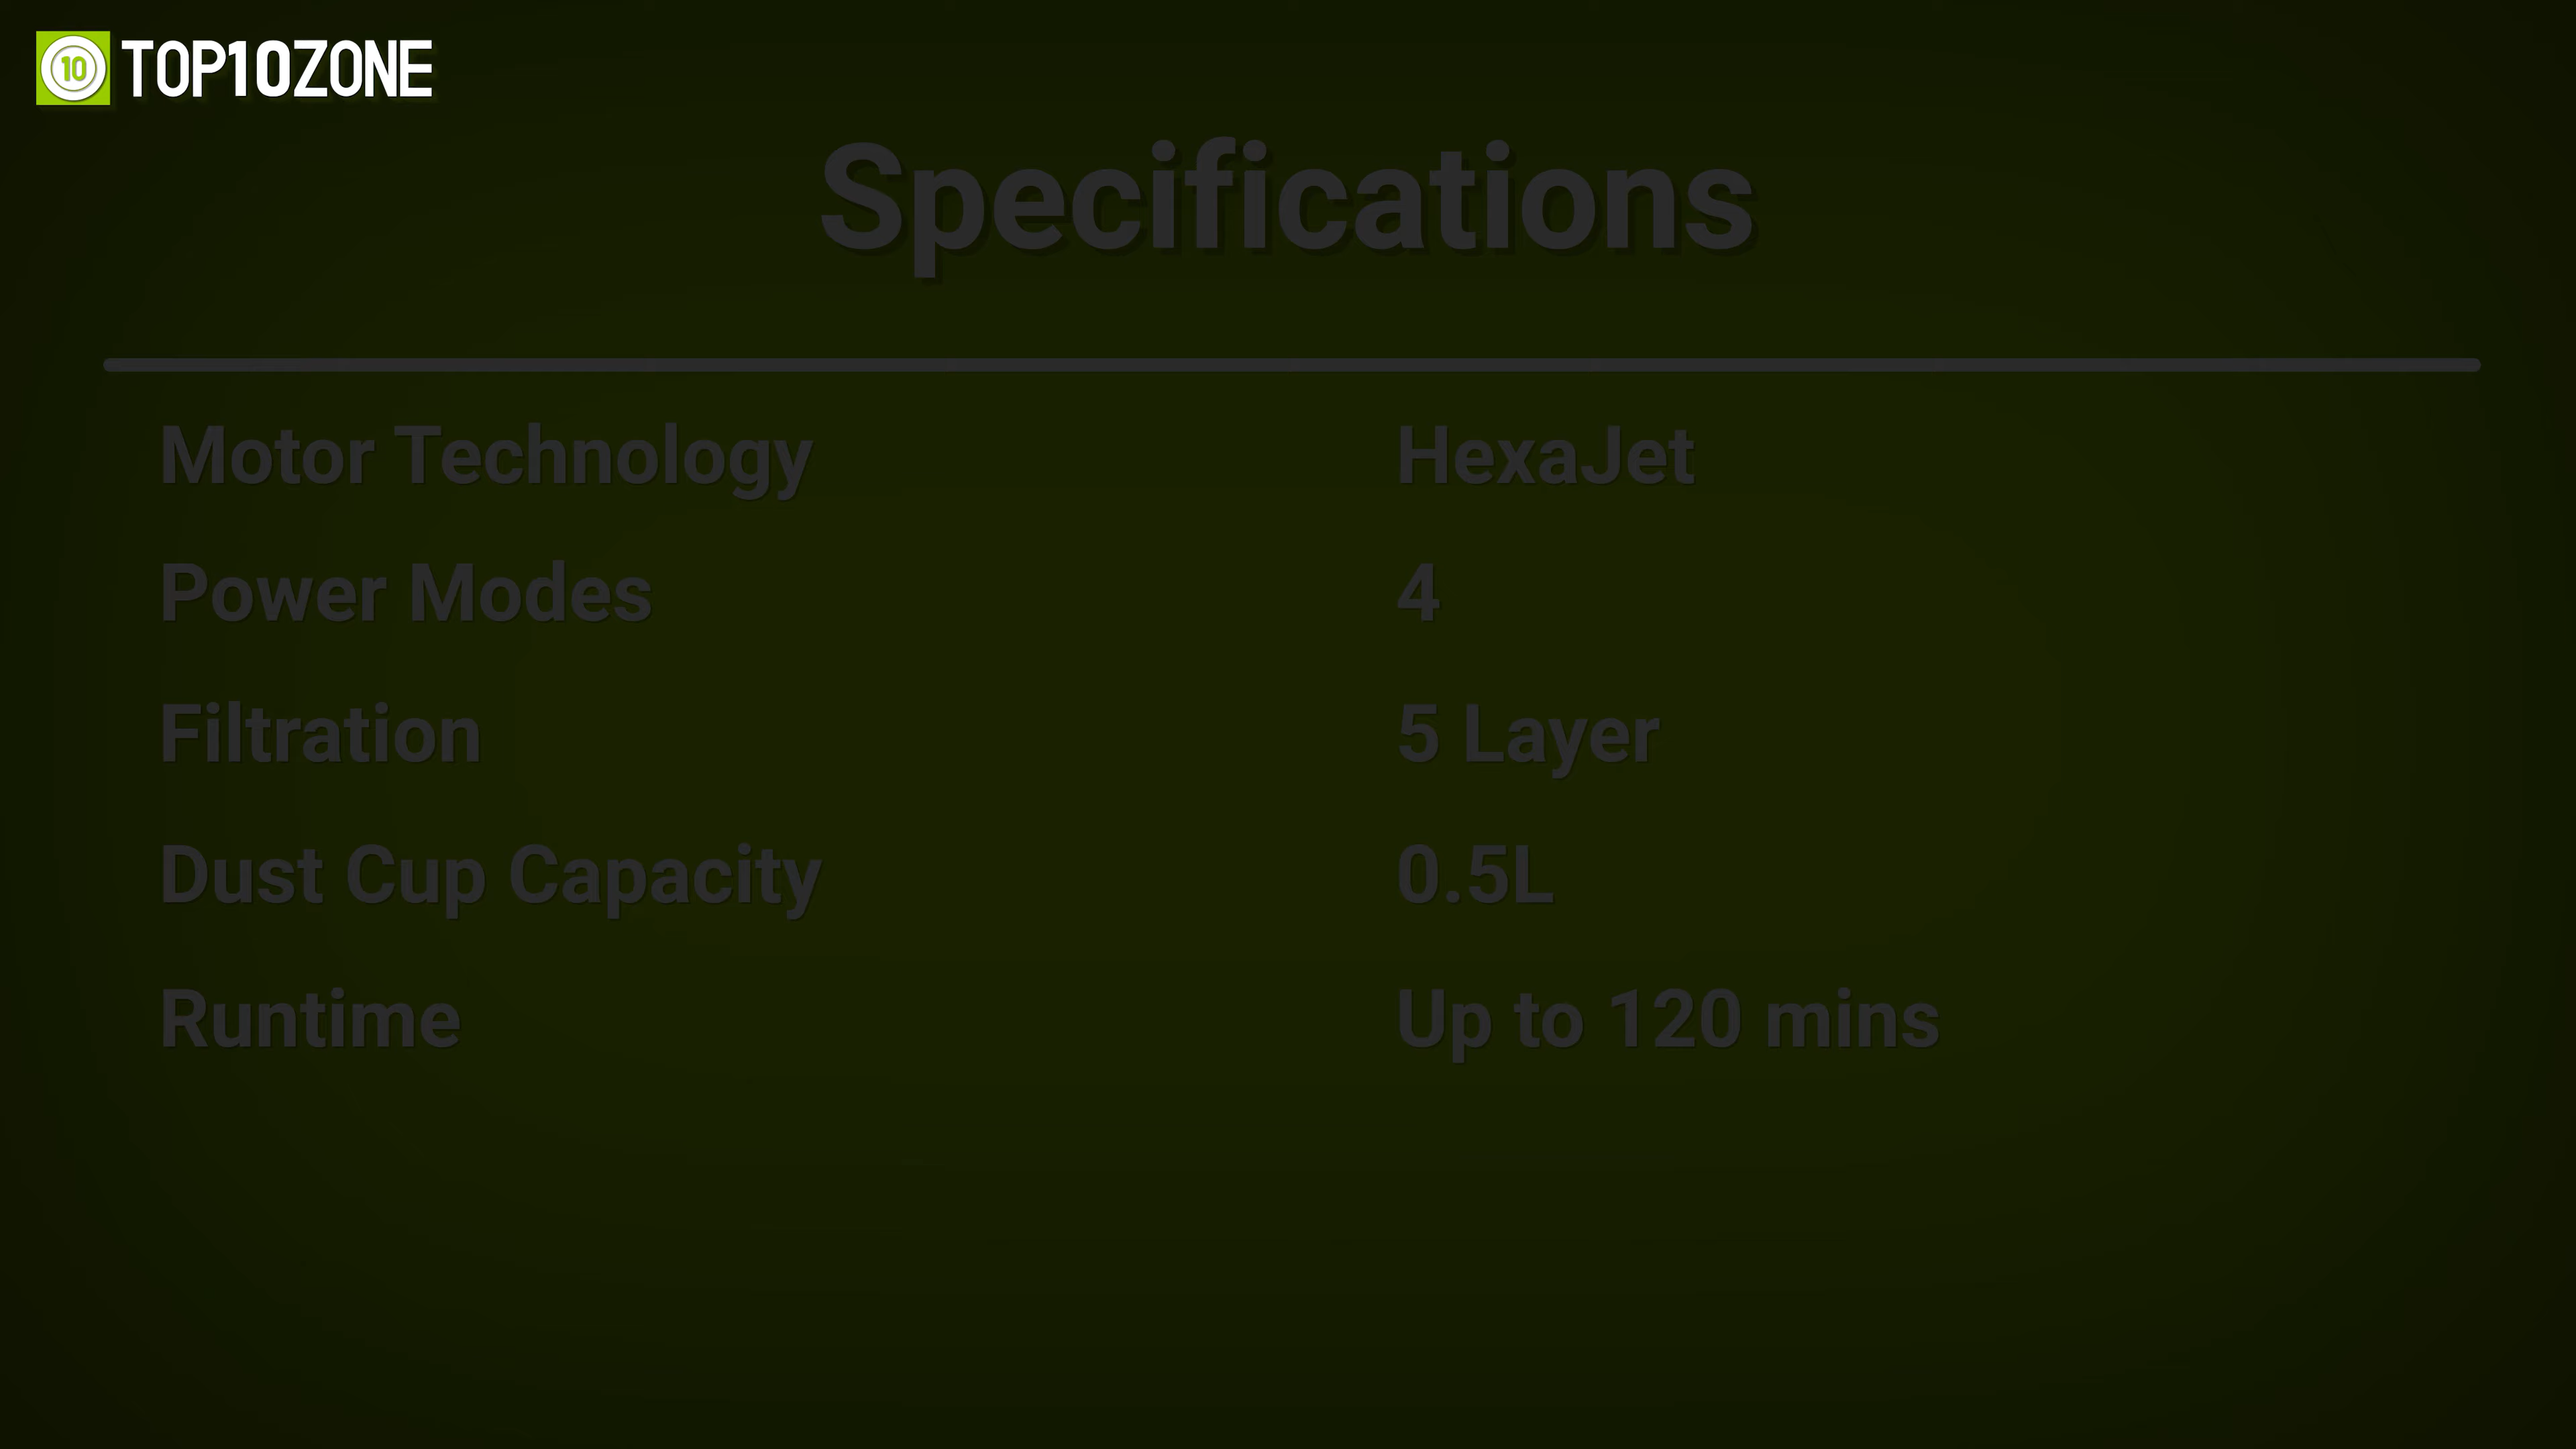 10 TOP10ZONE
Specifications
Motor Technology HexaJet
Power Modes 4
Filtration 5 Layer
Dust Cup Capacity 0.5L
Runtime Up to 120 mins